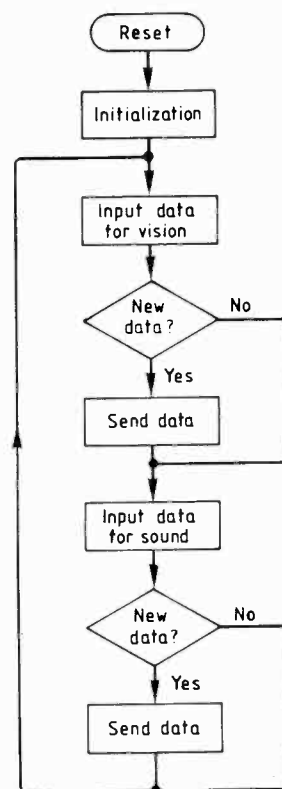 Reset
Initialization
Input data
for vision
New
data?
No
Yes
Send data
Input data
for sound
New
data?
No
Yes
Send data